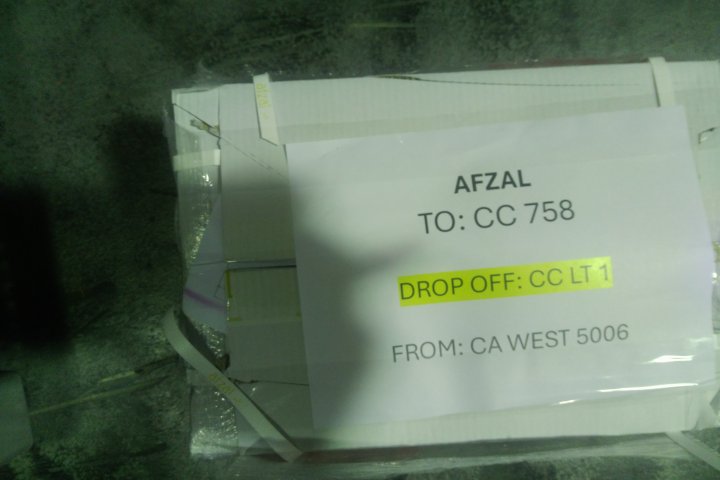 AFZAL
TO: CC 758
DROP OFF: CC LT 1
FROM: CA WEST 5006